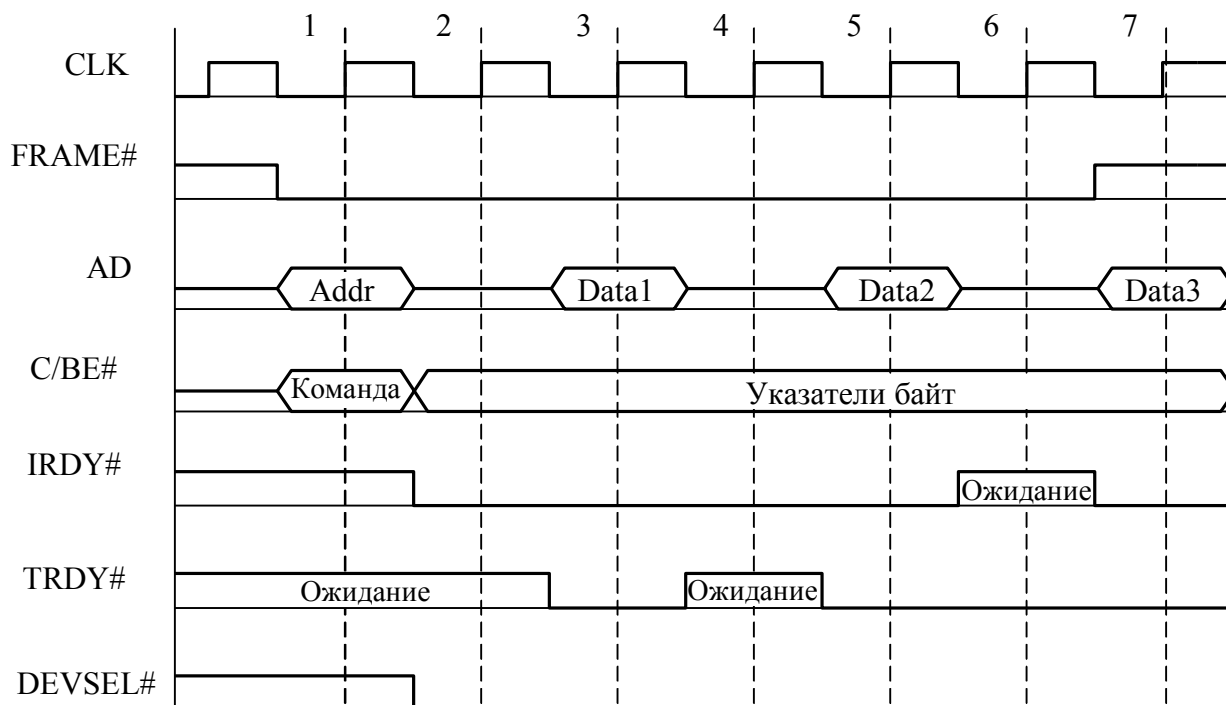 1 2 3 4 5 6 7
CLK
FRAME#
AD Addr Data1 Data2 Data3
C/BE# Команда Указатели байт
IRDY# Ожидание
TRDY# Ожидание Ожидание
DEVSEL#